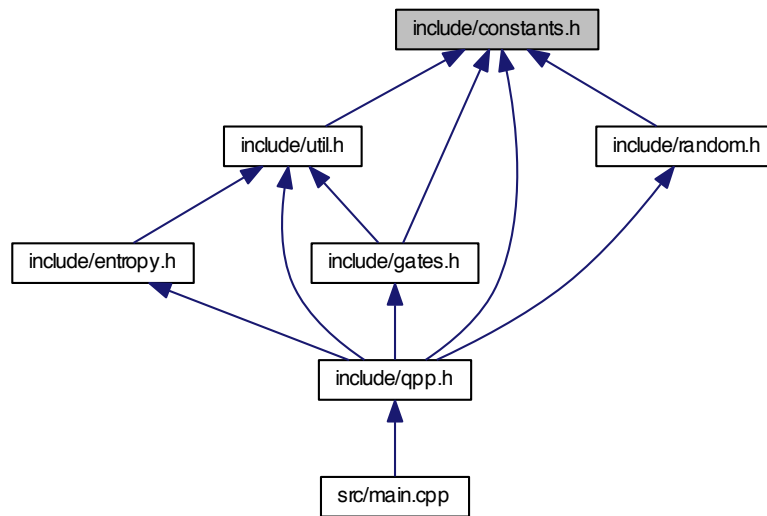 include/constants.h
include/util.h
include/random.h
include/entropy.h
include/gates.h
include/qpp.h
src/main.cpp